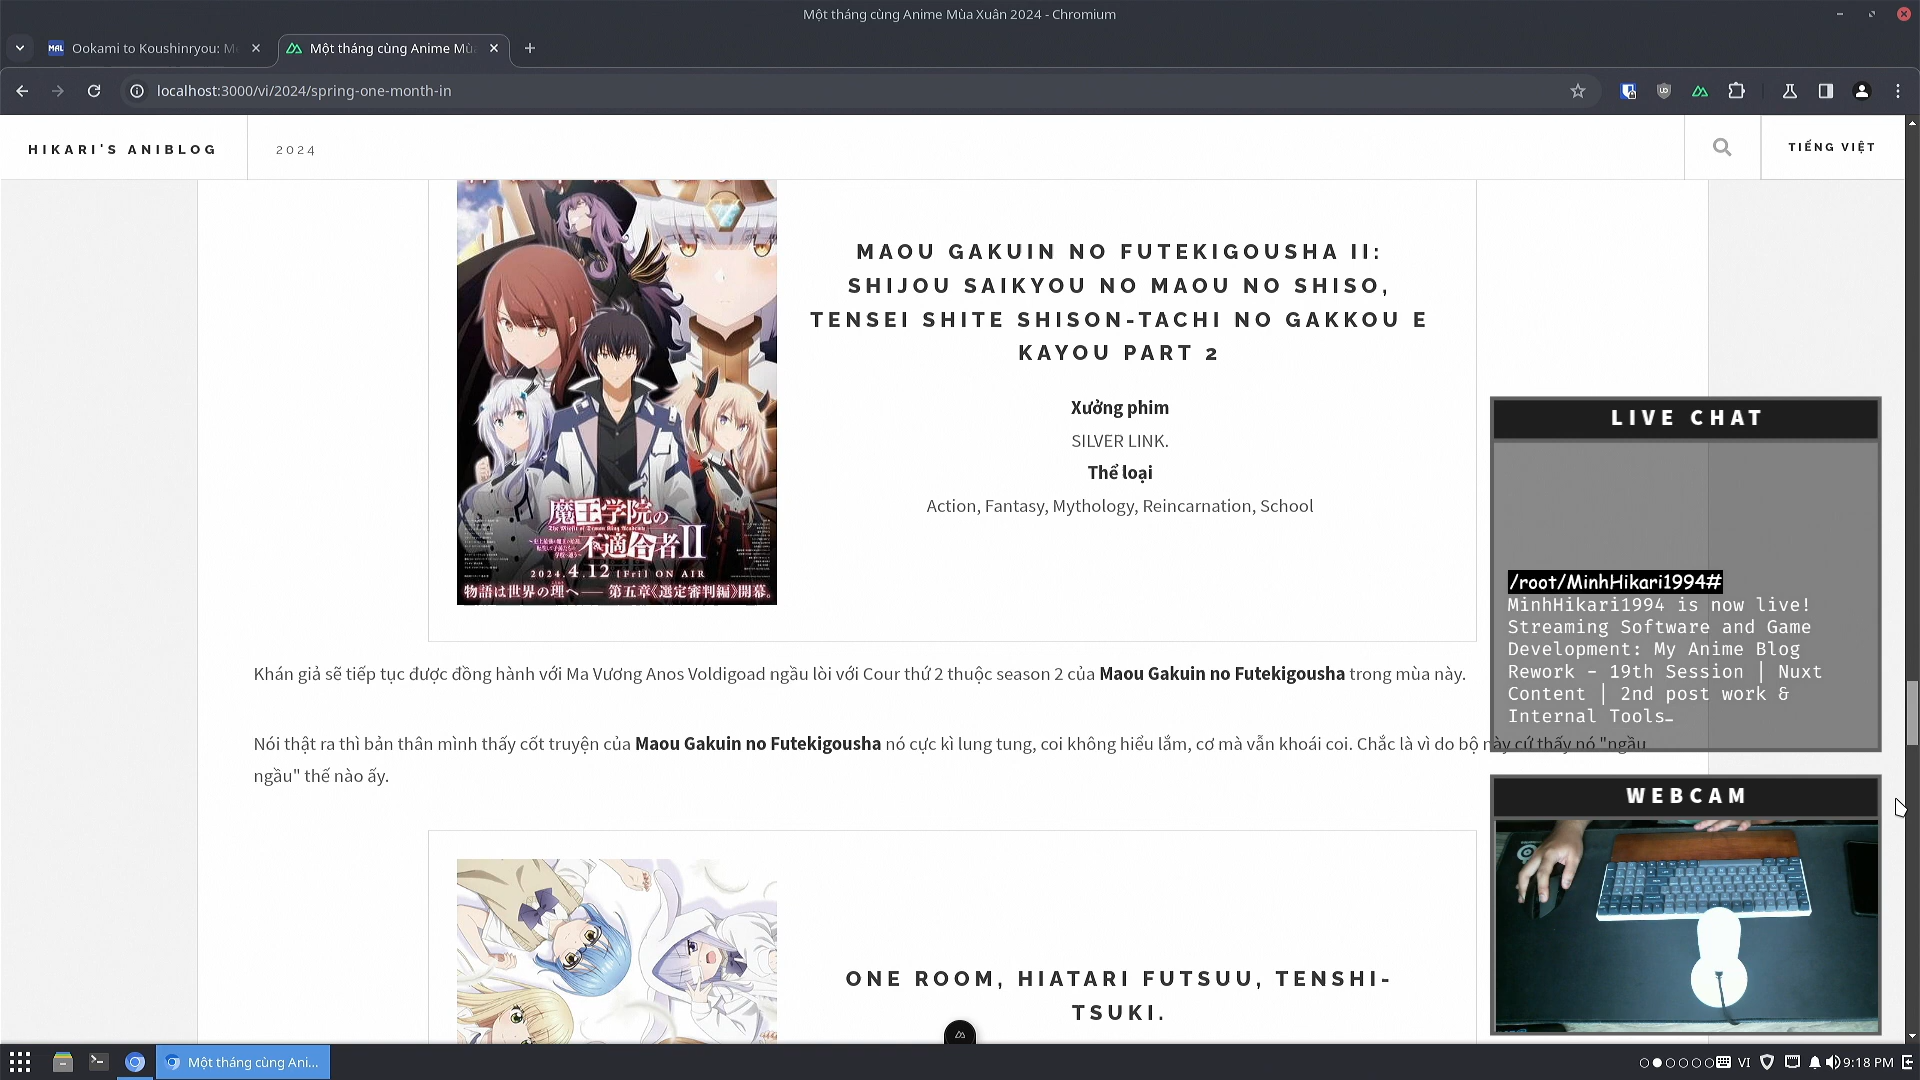 Một tháng cùng Anime Mùa Xuân 2024 - Chromium
MAL Ookami to Koushinryou: M
Một tháng cùng Anime Mù
localhost:3000/vi/2024/spring-one-month-in
HIKARI'S ANIBLOG
2024
TIẾNG VIỆT
MAOU GAKUIN NO FUTEKIGOUSHA II:
SHIJOU SAIKYOU NO MAOU NO SHISO,
TENSEI SHITE SHISON-TACHI NO GAKKOU E
KAYOU PART 2
Xưởng phim
SILVER LINK.
Thể loại
Action, Fantasy, Mythology, Reincarnation, School
魔王学院の
The Misfit of Demon King Academy
不適合者II
2024.4.12 [Fri] ON AIR
物語は世界の理へ── 第五章《選定審判編》開幕。
Khán giả sẽ tiếp tục được đồng hành với Ma Vương Anos Voldigoad ngầu lòi với Cour thứ 2 thuộc season 2 của Maou Gakuin no Futekigousha trong mùa này.
Nói thật ra thì bản thân mình thấy cốt truyện của Maou Gakuin no Futekigousha nó cực kì lung tung, coi không hiểu lắm, cơ mà vẫn khoái coi. Chắc là vì do bộ này cứ thấy nó "ngầu
ngầu" thế nào ấy.
ONE ROOM, HIATARI FUTSUU, TENSHI-
TSUKI.
LIVE CHAT
/root/MinhHikari1994#
MinhHikari1994 is now live!
Streaming Software and Game
Development: My Anime Blog
Rework - 19th Session | Nuxt
Content | 2nd post work &
Internal Tools_
WEBCAM
Một tháng cùng Ani...
VI
9:18 PM